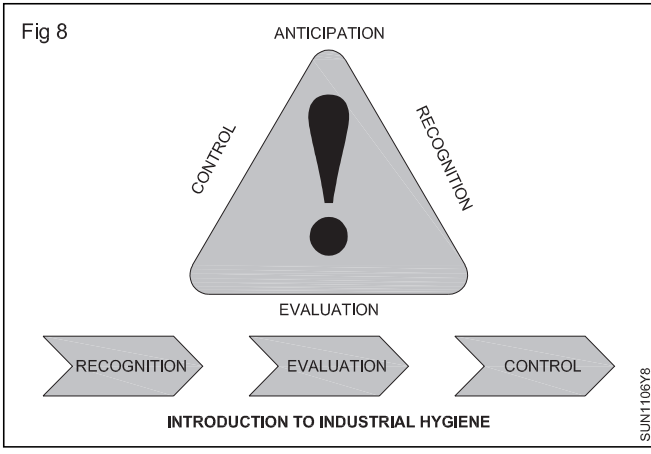 Fig 8
ANTICIPATION
CONTROL
RECOGNITION
EVALUATION
RECOGNITION
EVALUATION
CONTROL
INTRODUCTION TO INDUSTRIAL HYGIENE
SUN1106Y8